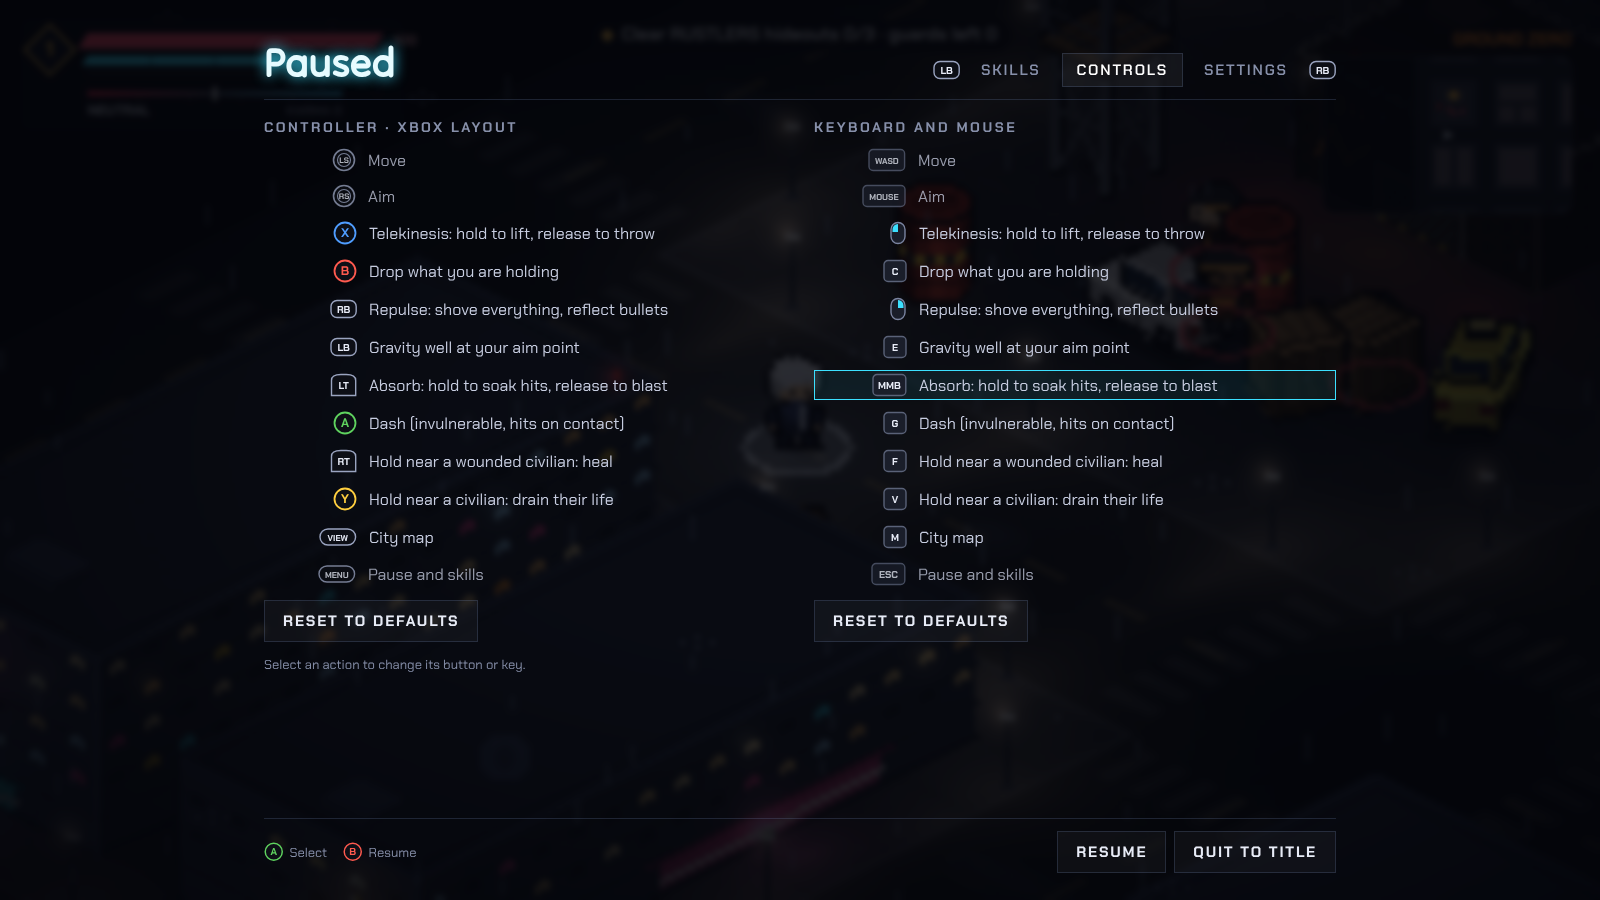 Clear RUSTLERS hideouts 0/3 · guards left 0
Paused
LB SKILLS CONTROLS SETTINGS RB
CONTROLLER · XBOX LAYOUT
LS Move
RS Aim
X Telekinesis: hold to lift, release to throw
B Drop what you are holding
RB Repulse: shove everything, reflect bullets
LB Gravity well at your aim point
LT Absorb: hold to soak hits, release to blast
A Dash (invulnerable, hits on contact)
RT Hold near a wounded civilian: heal
Y Hold near a civilian: drain their life
VIEW City map
MENU Pause and skills
RESET TO DEFAULTS
Select an action to change its button or key.
KEYBOARD AND MOUSE
WASD Move
MOUSE Aim
Telekinesis: hold to lift, release to throw
C Drop what you are holding
Repulse: shove everything, reflect bullets
E Gravity well at your aim point
MMB Absorb: hold to soak hits, release to blast
G Dash (invulnerable, hits on contact)
F Hold near a wounded civilian: heal
V Hold near a civilian: drain their life
M City map
ESC Pause and skills
RESET TO DEFAULTS
A Select B Resume
RESUME QUIT TO TITLE